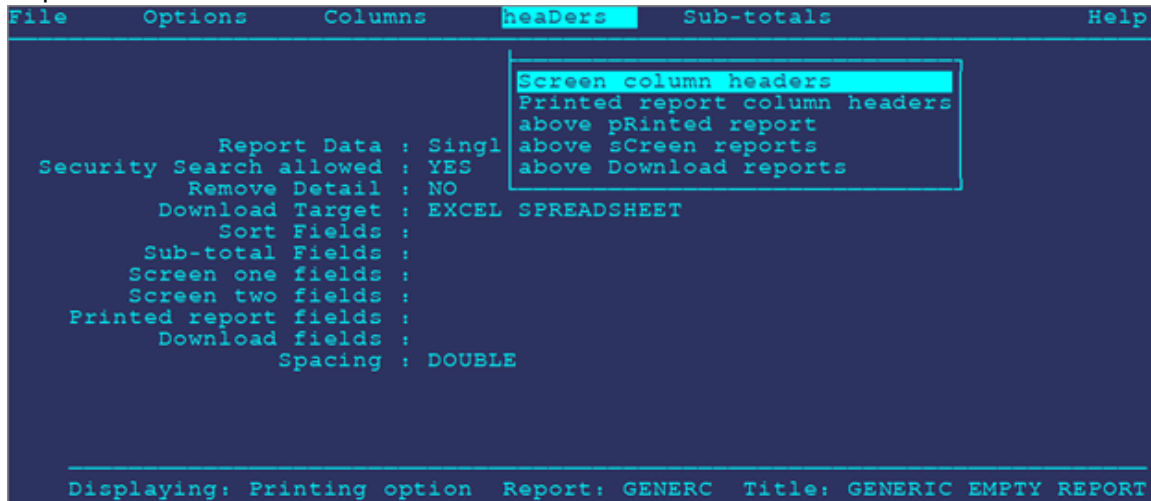 File Options Columns heaDers Sub-totals Help
Screen column headers
Printed report column headers
above pRinted report
Report Data : Singl above sCreen reports
Security Search allowed : YES above Download reports
Remove Detail : NO
Download Target : EXCEL SPREADSHEET
Sort Fields :
Sub-total Fields :
Screen one fields :
Screen two fields :
Printed report fields :
Download fields :
Spacing : DOUBLE
Displaying: Printing option Report: GENERC Title: GENERIC EMPTY REPORT